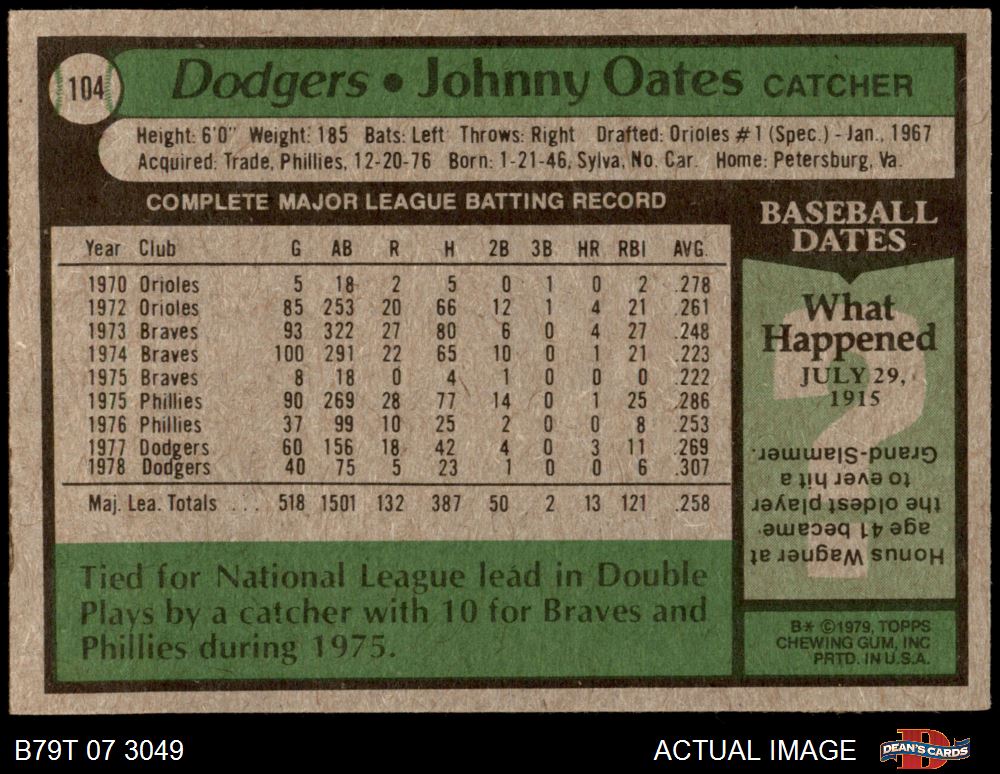 104
Dodgers • Johnny Oates CATCHER
Height: 6'0" Weight: 185 Bats: Left Throws: Right Drafted: Orioles #1 (Spec.) - Jan., 1967
Acquired: Trade, Phillies, 12-20-76 Born: 1-21-46, Sylva, No. Car. Home: Petersburg, Va.
COMPLETE MAJOR LEAGUE BATTING RECORD
Year Club G AB R H 2B 3B HR RBI AVG.
1970 Orioles 5 18 2 5 0 1 0 2 .278
1972 Orioles 85 253 20 66 12 1 4 21 .261
1973 Braves 93 322 27 80 6 0 4 27 .248
1974 Braves 100 291 22 65 10 0 1 21 .223
1975 Braves 8 18 0 4 1 0 0 0 .222
1975 Phillies 90 269 28 77 14 0 1 25 .286
1976 Phillies 37 99 10 25 2 0 0 8 .253
1977 Dodgers 60 156 18 42 4 0 3 11 .269
1978 Dodgers 40 75 5 23 1 0 0 6 .307
Maj. Lea. Totals ... 518 1501 132 387 50 2 13 121 .258
Tied for National League lead in Double
Plays by a catcher with 10 for Braves and
Phillies during 1975.
BASEBALL
DATES
What
Happened
JULY 29,
1915
Honus Wagner at
age 41 became
the oldest player
to ever hit a
Grand-Slammer.
B* ©1979, TOPPS
CHEWING GUM, INC
PRTD. IN U.S.A.
B79T 07 3049
ACTUAL IMAGE
DEAN'S CARDS